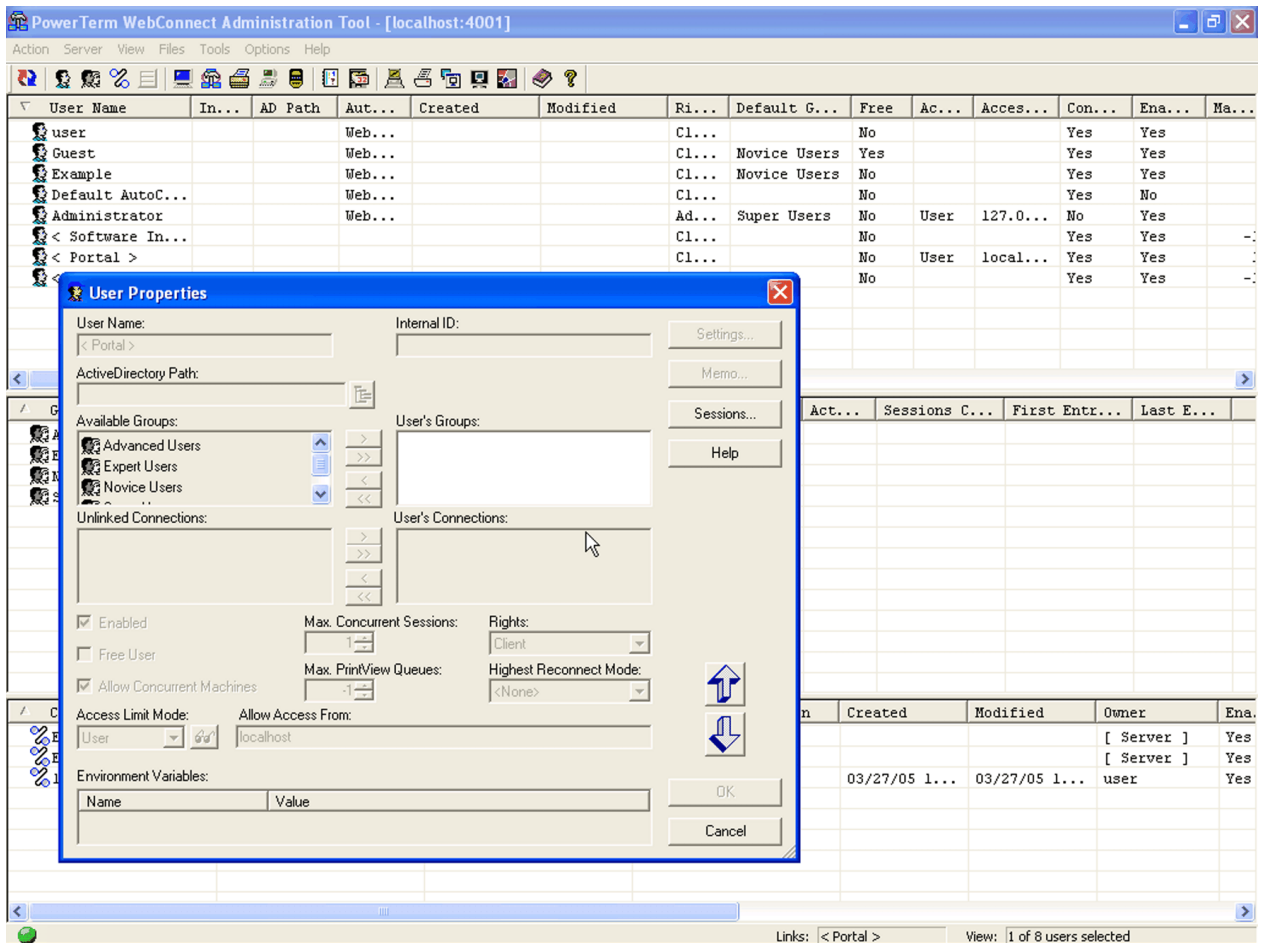 PowerTerm WebConnect Administration Tool - [localhost:4001]
Action Server View Files Tools Options Help
User Name In... AD Path Aut... Created Modified Ri... Default G... Free Ac... Acces... Con... Ena... Ma...
user Web... Cl... No Yes Yes
Guest Web... Cl... Novice Users Yes Yes Yes
Example Web... Cl... Novice Users No Yes Yes
Default AutoC... Web... Cl... No Yes No
Administrator Web... Ad... Super Users No User 127.0... No Yes
< Software In... Cl... No Yes Yes
< Portal > Cl... No User local... Yes Yes
< No Yes Yes
User Properties
User Name: Internal ID: Settings...
< Portal >
ActiveDirectory Path: Memo...
Act... Sessions C... First Entr... Last E...
Sessions...
Available Groups: User's Groups:
Advanced Users >
Help
Expert Users >>
Novice Users <
<<
Unlinked Connections: User's Connections:
>
>>
<
<<
Enabled Max. Concurrent Sessions: Rights:
1 Client
Free User
Max. PrintView Queues: Highest Reconnect Mode:
Allow Concurrent Machines -1 <None>
Access Limit Mode: Allow Access From:
Created Modified Owner Ena.
User localhost
[ Server ] Yes
[ Server ] Yes
03/27/05 1... 03/27/05 1... user Yes
Environment Variables:
Name Value
OK
Cancel
Links: < Portal > View: 1 of 8 users selected